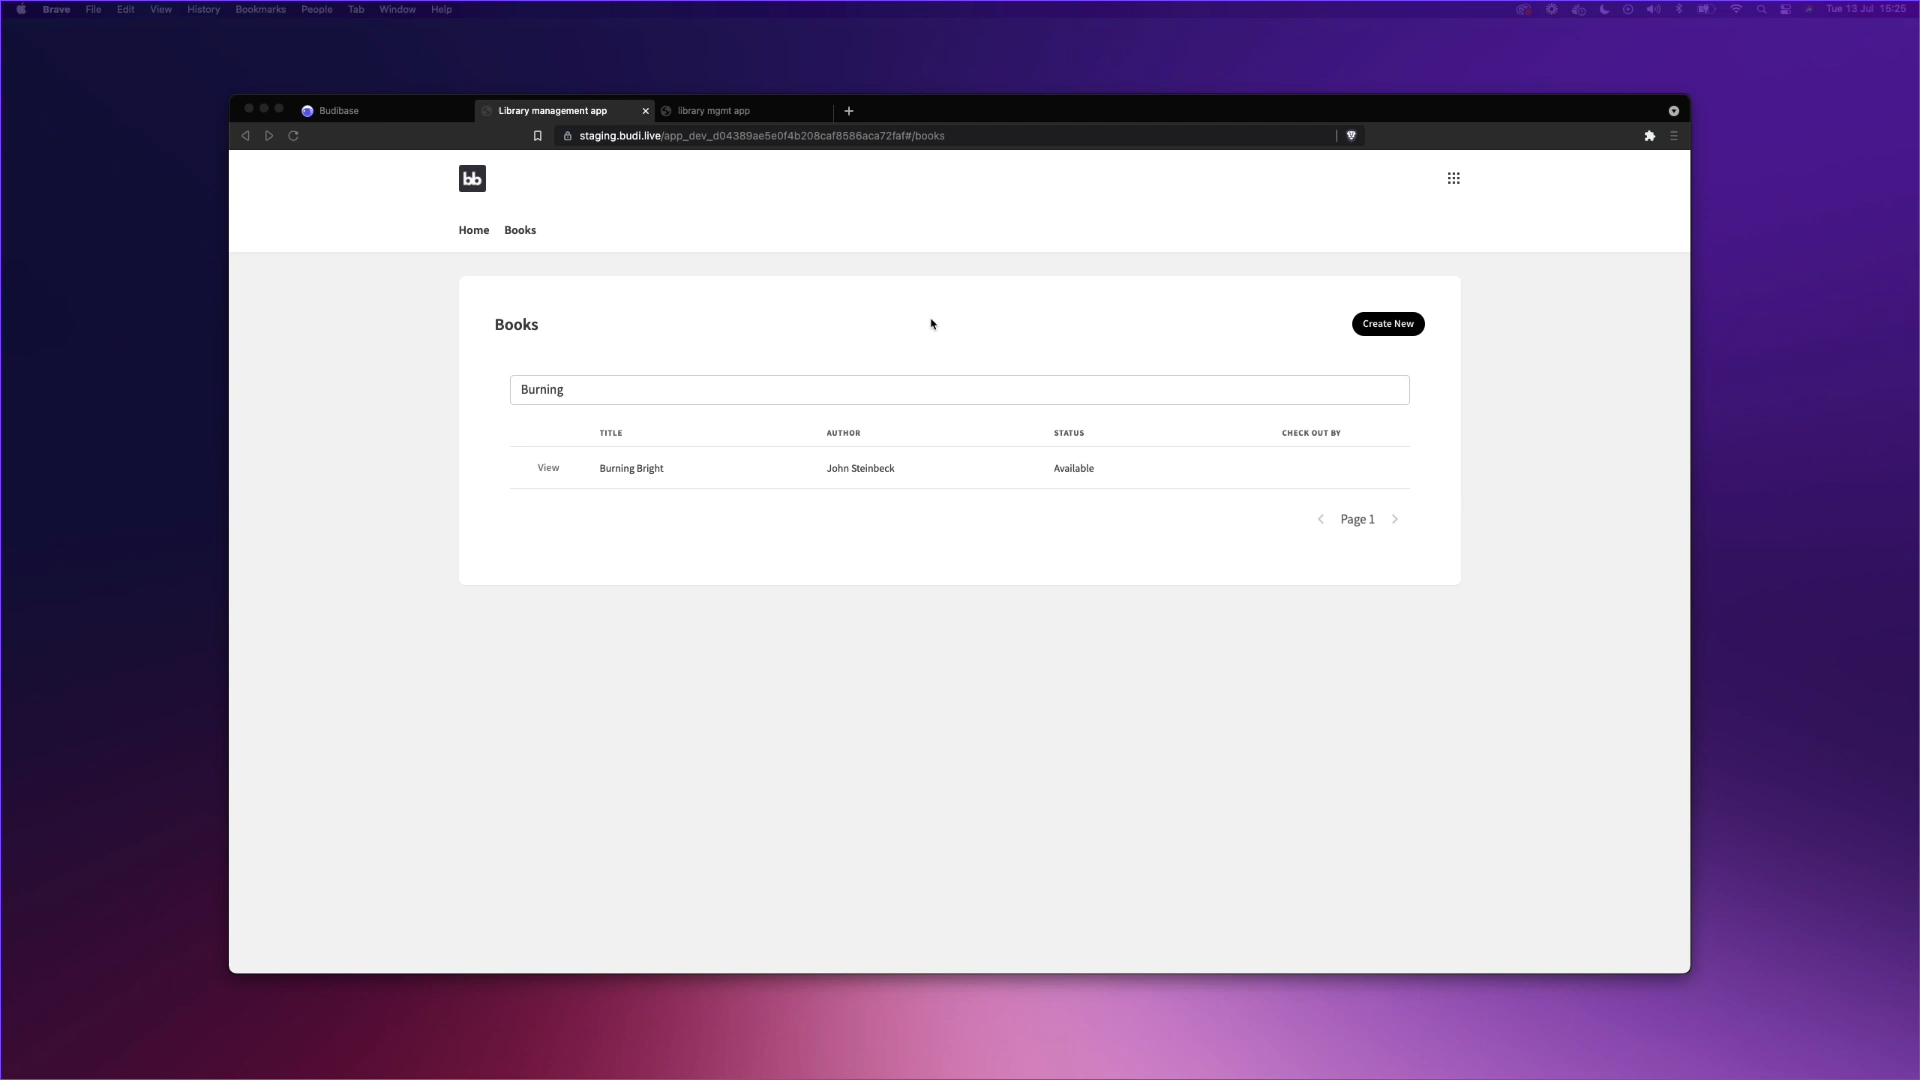 Brave File Edit View History Bookmarks People Tab Window Help Tue 13 Jul 15:25
Budibase Library management app library mgmt app
staging.budi.live/app_dev_d04389ae5e0f4b208caf8586aca72faf#/books
bb
Home Books
Books Create New
Burning
TITLE AUTHOR STATUS CHECK OUT BY
View Burning Bright John Steinbeck Available
Page 1